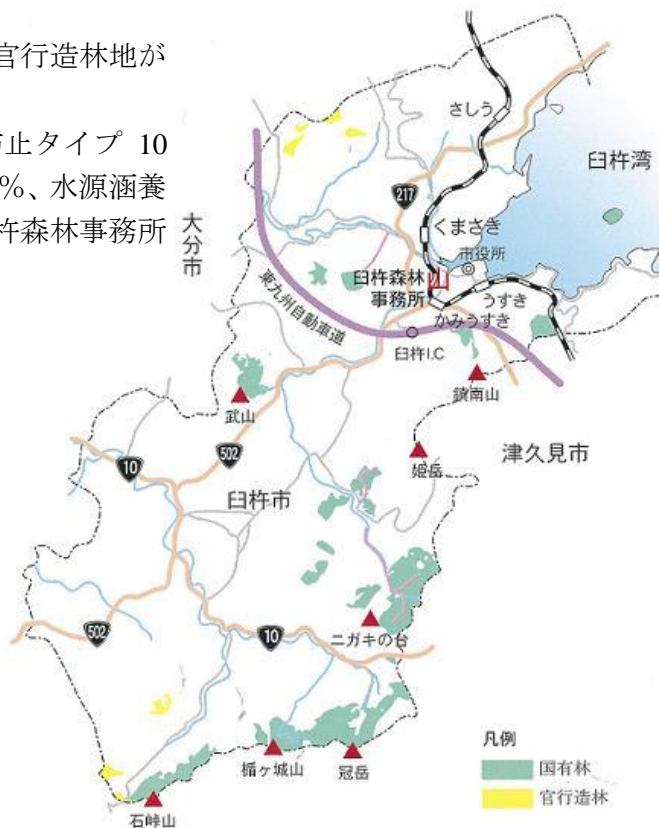 官行造林地が
止タイプ 10
%、水源涵養
杵森林事務所
大分市
さしう
臼杵湾
217
くまさき
市役所
臼杵森林
事務所
山
うすき
かみうすき
東九州自動車道
臼杵I.C
鎮南山
武山
502
10
姫岳
津久見市
臼杵市
502
10
ニガキの台
楯ヶ城山
冠岳
石峠山
凡例
国有林
官行造林